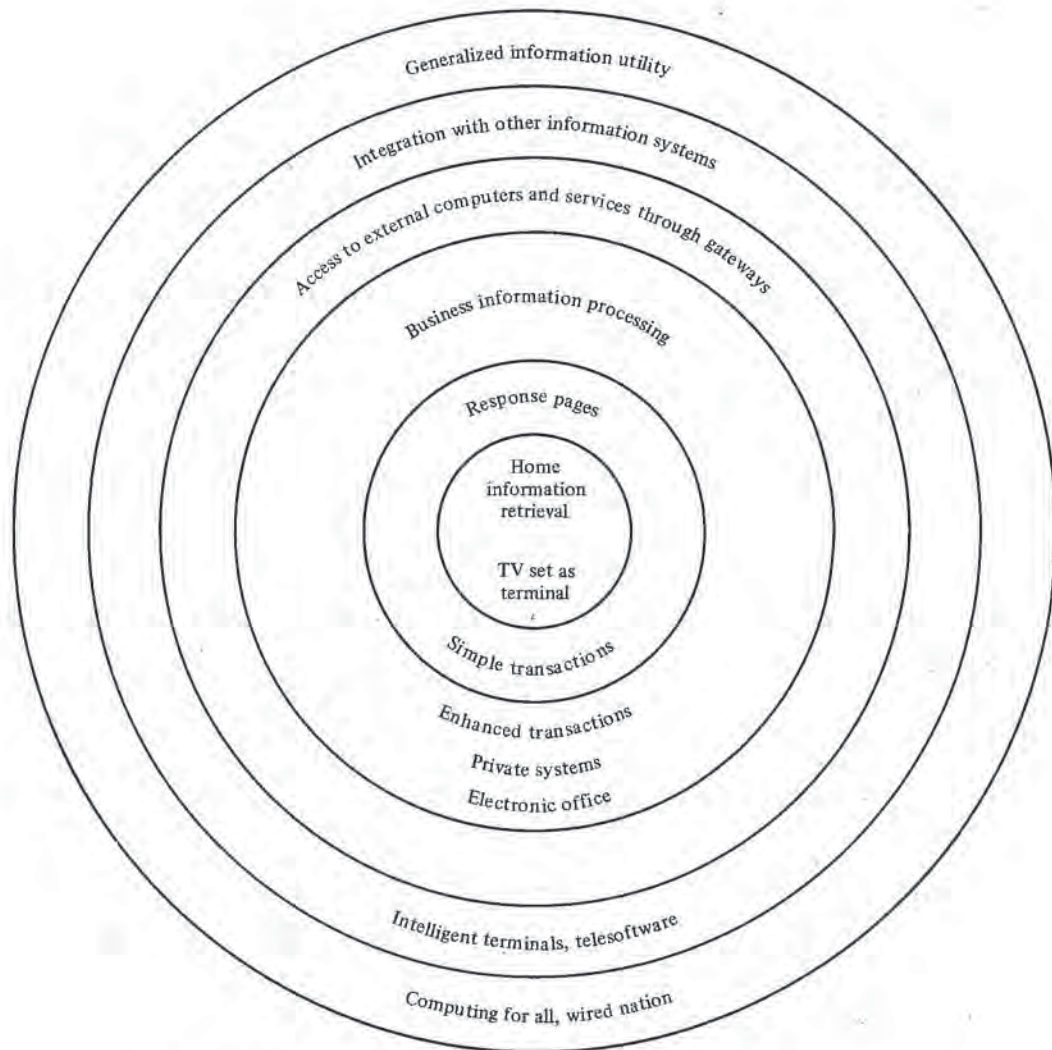 Generalized information utility
Integration with other information systems
Access to external computers and services through gateways
Business information processing
Response pages
Home
information
retrieval
TV set as
terminal
Simple transactions
Enhanced transactions
Private systems
Electronic office
Intelligent terminals, telesoftware
Computing for all, wired nation